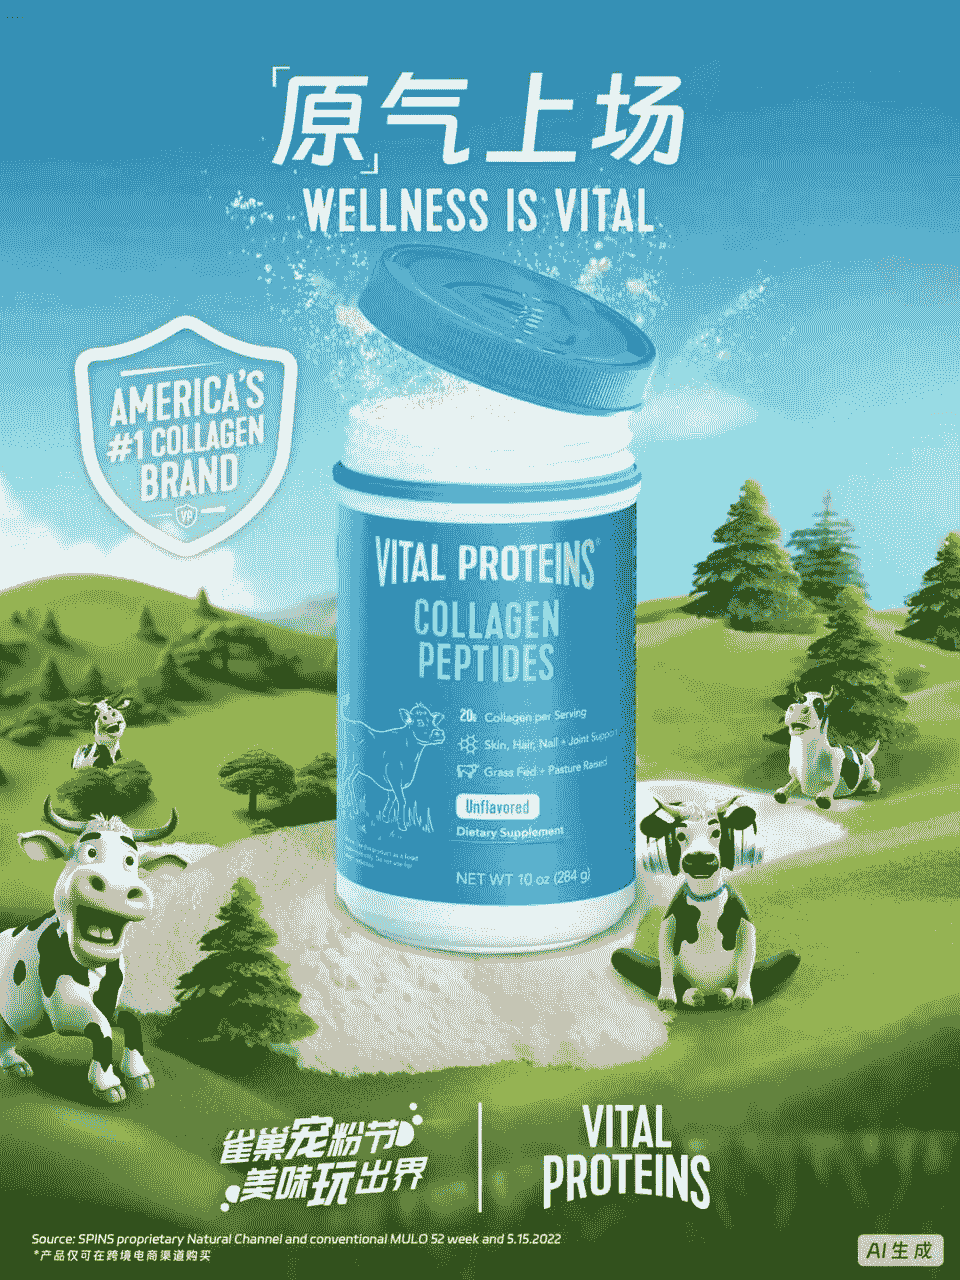 「原」气上场
WELLNESS IS VITAL
AMERICA'S
#1 COLLAGEN
BRAND
VP
VITAL PROTEINS
COLLAGEN
PEPTIDES
20g Collagen per Serving
Skin, Hair, Nail + Joint Support
Grass Fed + Pasture Raised
Unflavored
Dietary Supplement
NET WT 10 oz (284 g)
雀巢宠粉节
美味玩出界
VITAL
PROTEINS
Source: SPINS proprietary Natural Channel and conventional MULO 52 week and 5.15.2022
*产品仅可在跨境电商渠道购买
AI生成